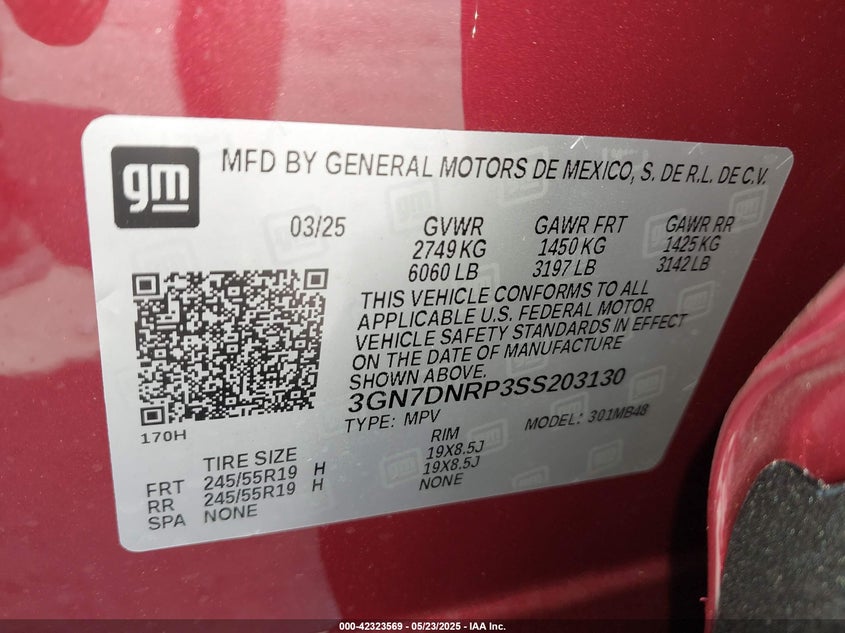 gm
MFD BY GENERAL MOTORS DE MEXICO, S. DE R.L. DE C.V.
03/25 GVWR GAWR FRT GAWR RR
2749 KG 1450 KG 1425 KG
6060 LB 3197 LB 3142 LB
THIS VEHICLE CONFORMS TO ALL
APPLICABLE U.S. FEDERAL MOTOR
VEHICLE SAFETY STANDARDS IN EFFECT
ON THE DATE OF MANUFACTURE
SHOWN ABOVE.
3GN7DNRP3SS203130
TYPE: MPV MODEL: 301MB48
170H
TIRE SIZE RIM
FRT 245/55R19 H 19X8.5J
RR 245/55R19 H 19X8.5J
SPA NONE NONE
000-42323569 - 05/23/2025 - IAA Inc.